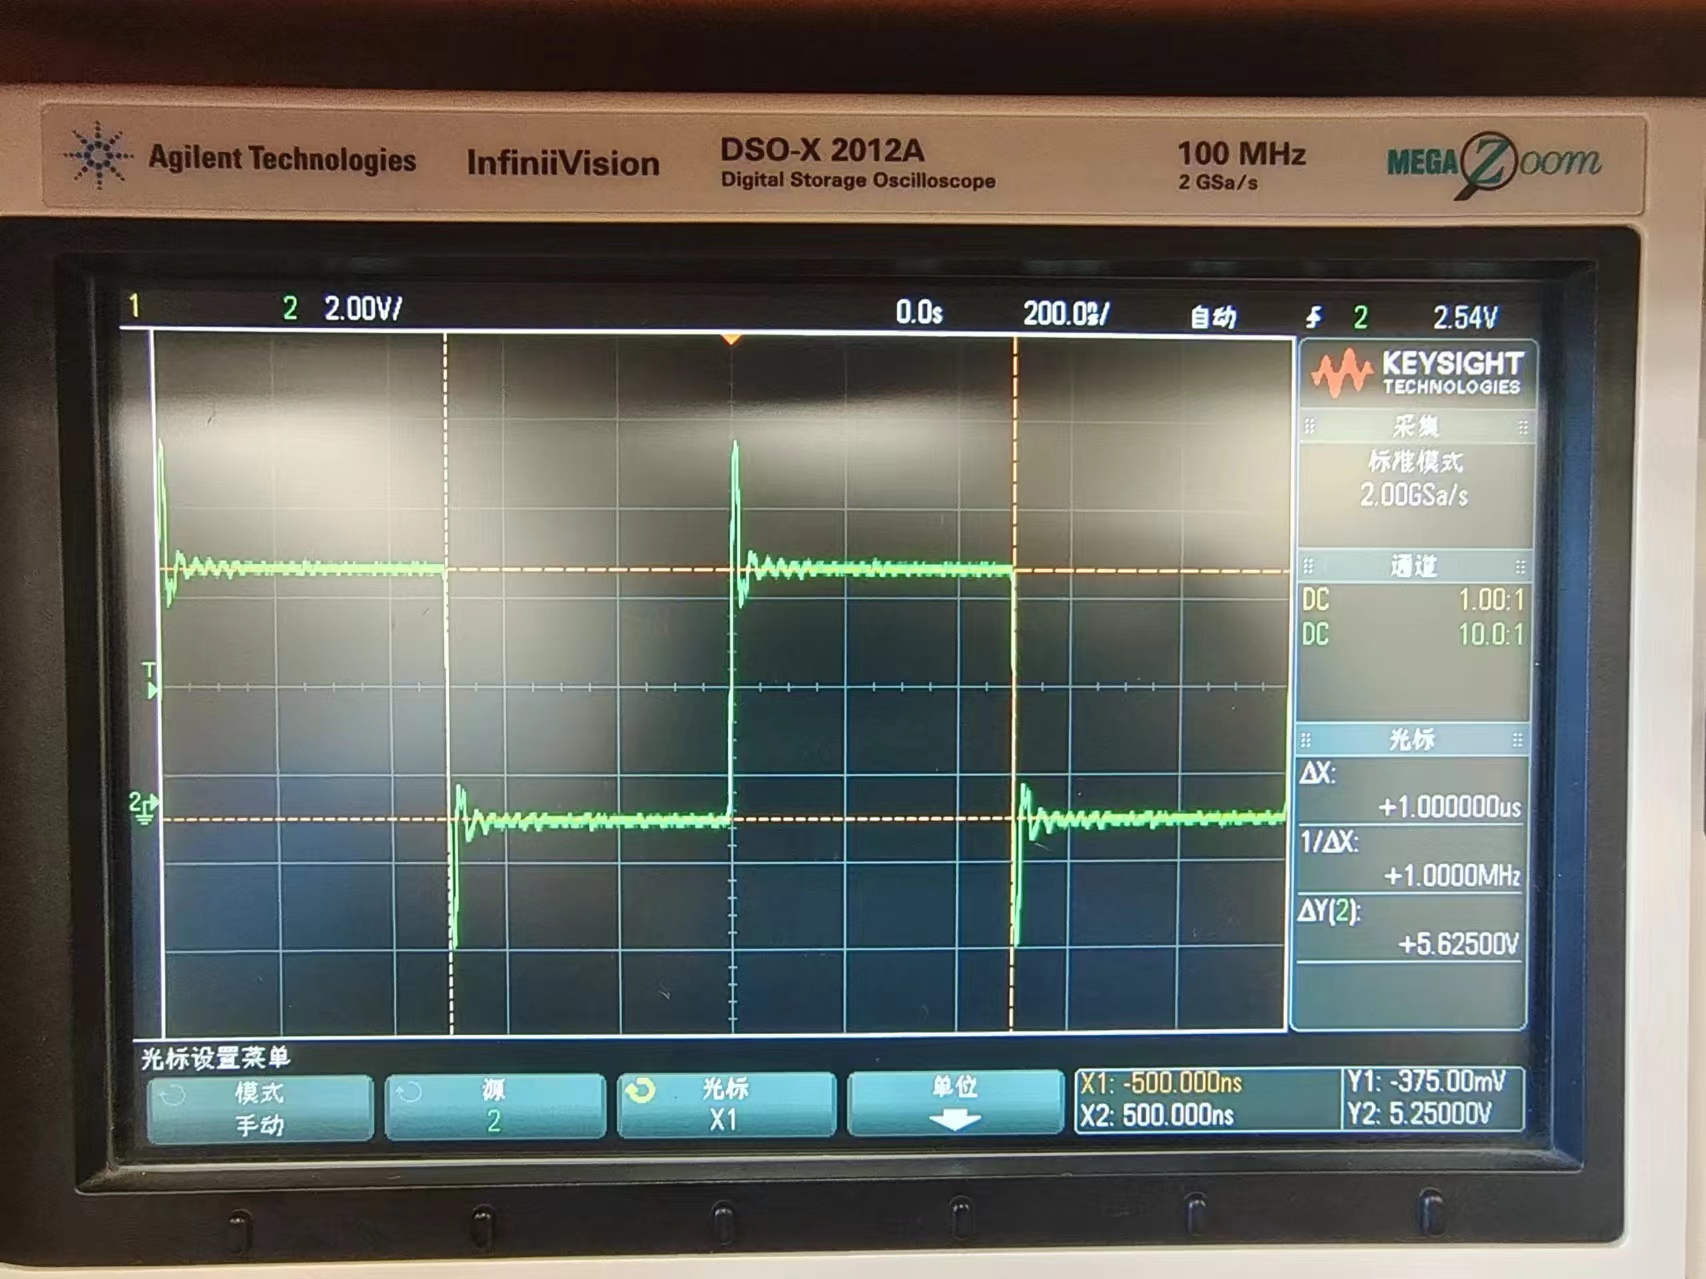 Agilent Technologies InfiniiVision DSO-X 2012A 100 MHz MEGA Zoom
Digital Storage Oscilloscope 2 GSa/s
1 2 2.00V/ 0.0s 200.0ns/ 自动 2 2.54V
KEYSIGHT
TECHNOLOGIES
采集
标准模式
2.00GSa/s
通道
DC 1.00:1
DC 10.0:1
T
2
光标
ΔX:
+1.000000us
1/ΔX:
+1.0000MHz
ΔY(2):
+5.62500V
光标设置菜单
模式
手动
源
2
光标
X1
单位
X1: -500.000ns
X2: 500.000ns
Y1: -375.00mV
Y2: 5.25000V